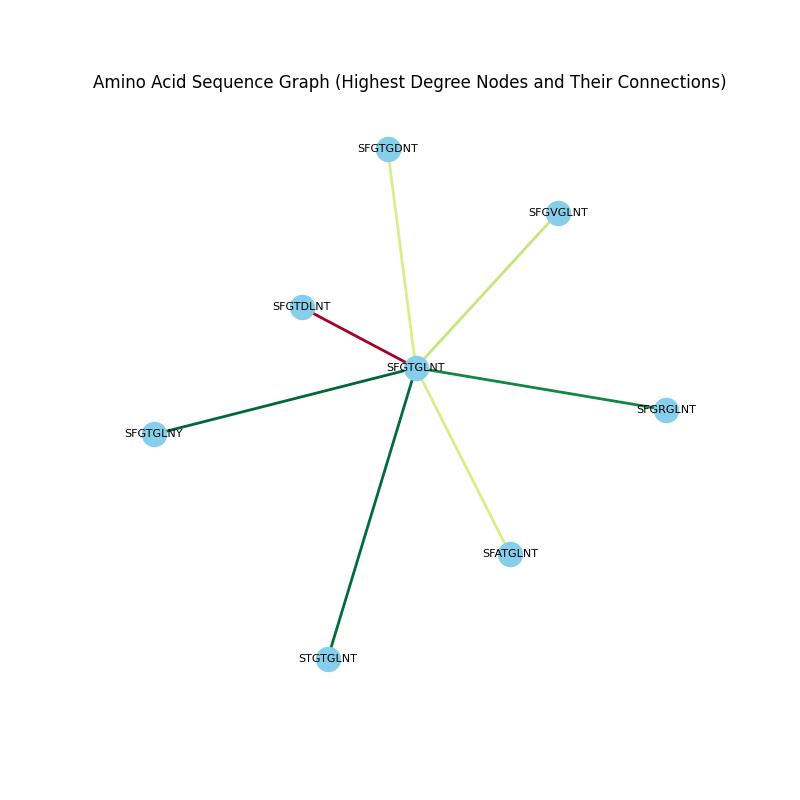 Amino Acid Sequence Graph (Highest Degree Nodes and Their Connections)
SFGTGDNT
SFGVGLNT
SFGTDLNT
SFGTGLNT
SFGRGLNT
SFGTGLNY
SFATGLNT
STGTGLNT